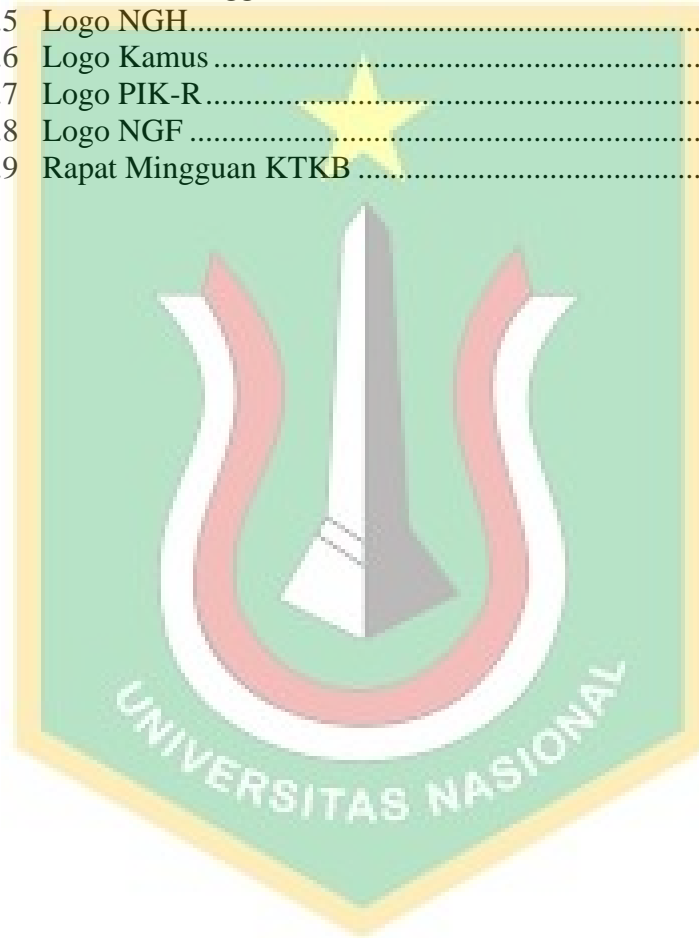 .5 Logo NGH....................................................................
.6 Logo Kamus.................................................................
.7 Logo PIK-R..................................................................
.8 Logo NGF....................................................................
.9 Rapat Mingguan KTKB...............................................
UNIVERSITAS NASIONAL